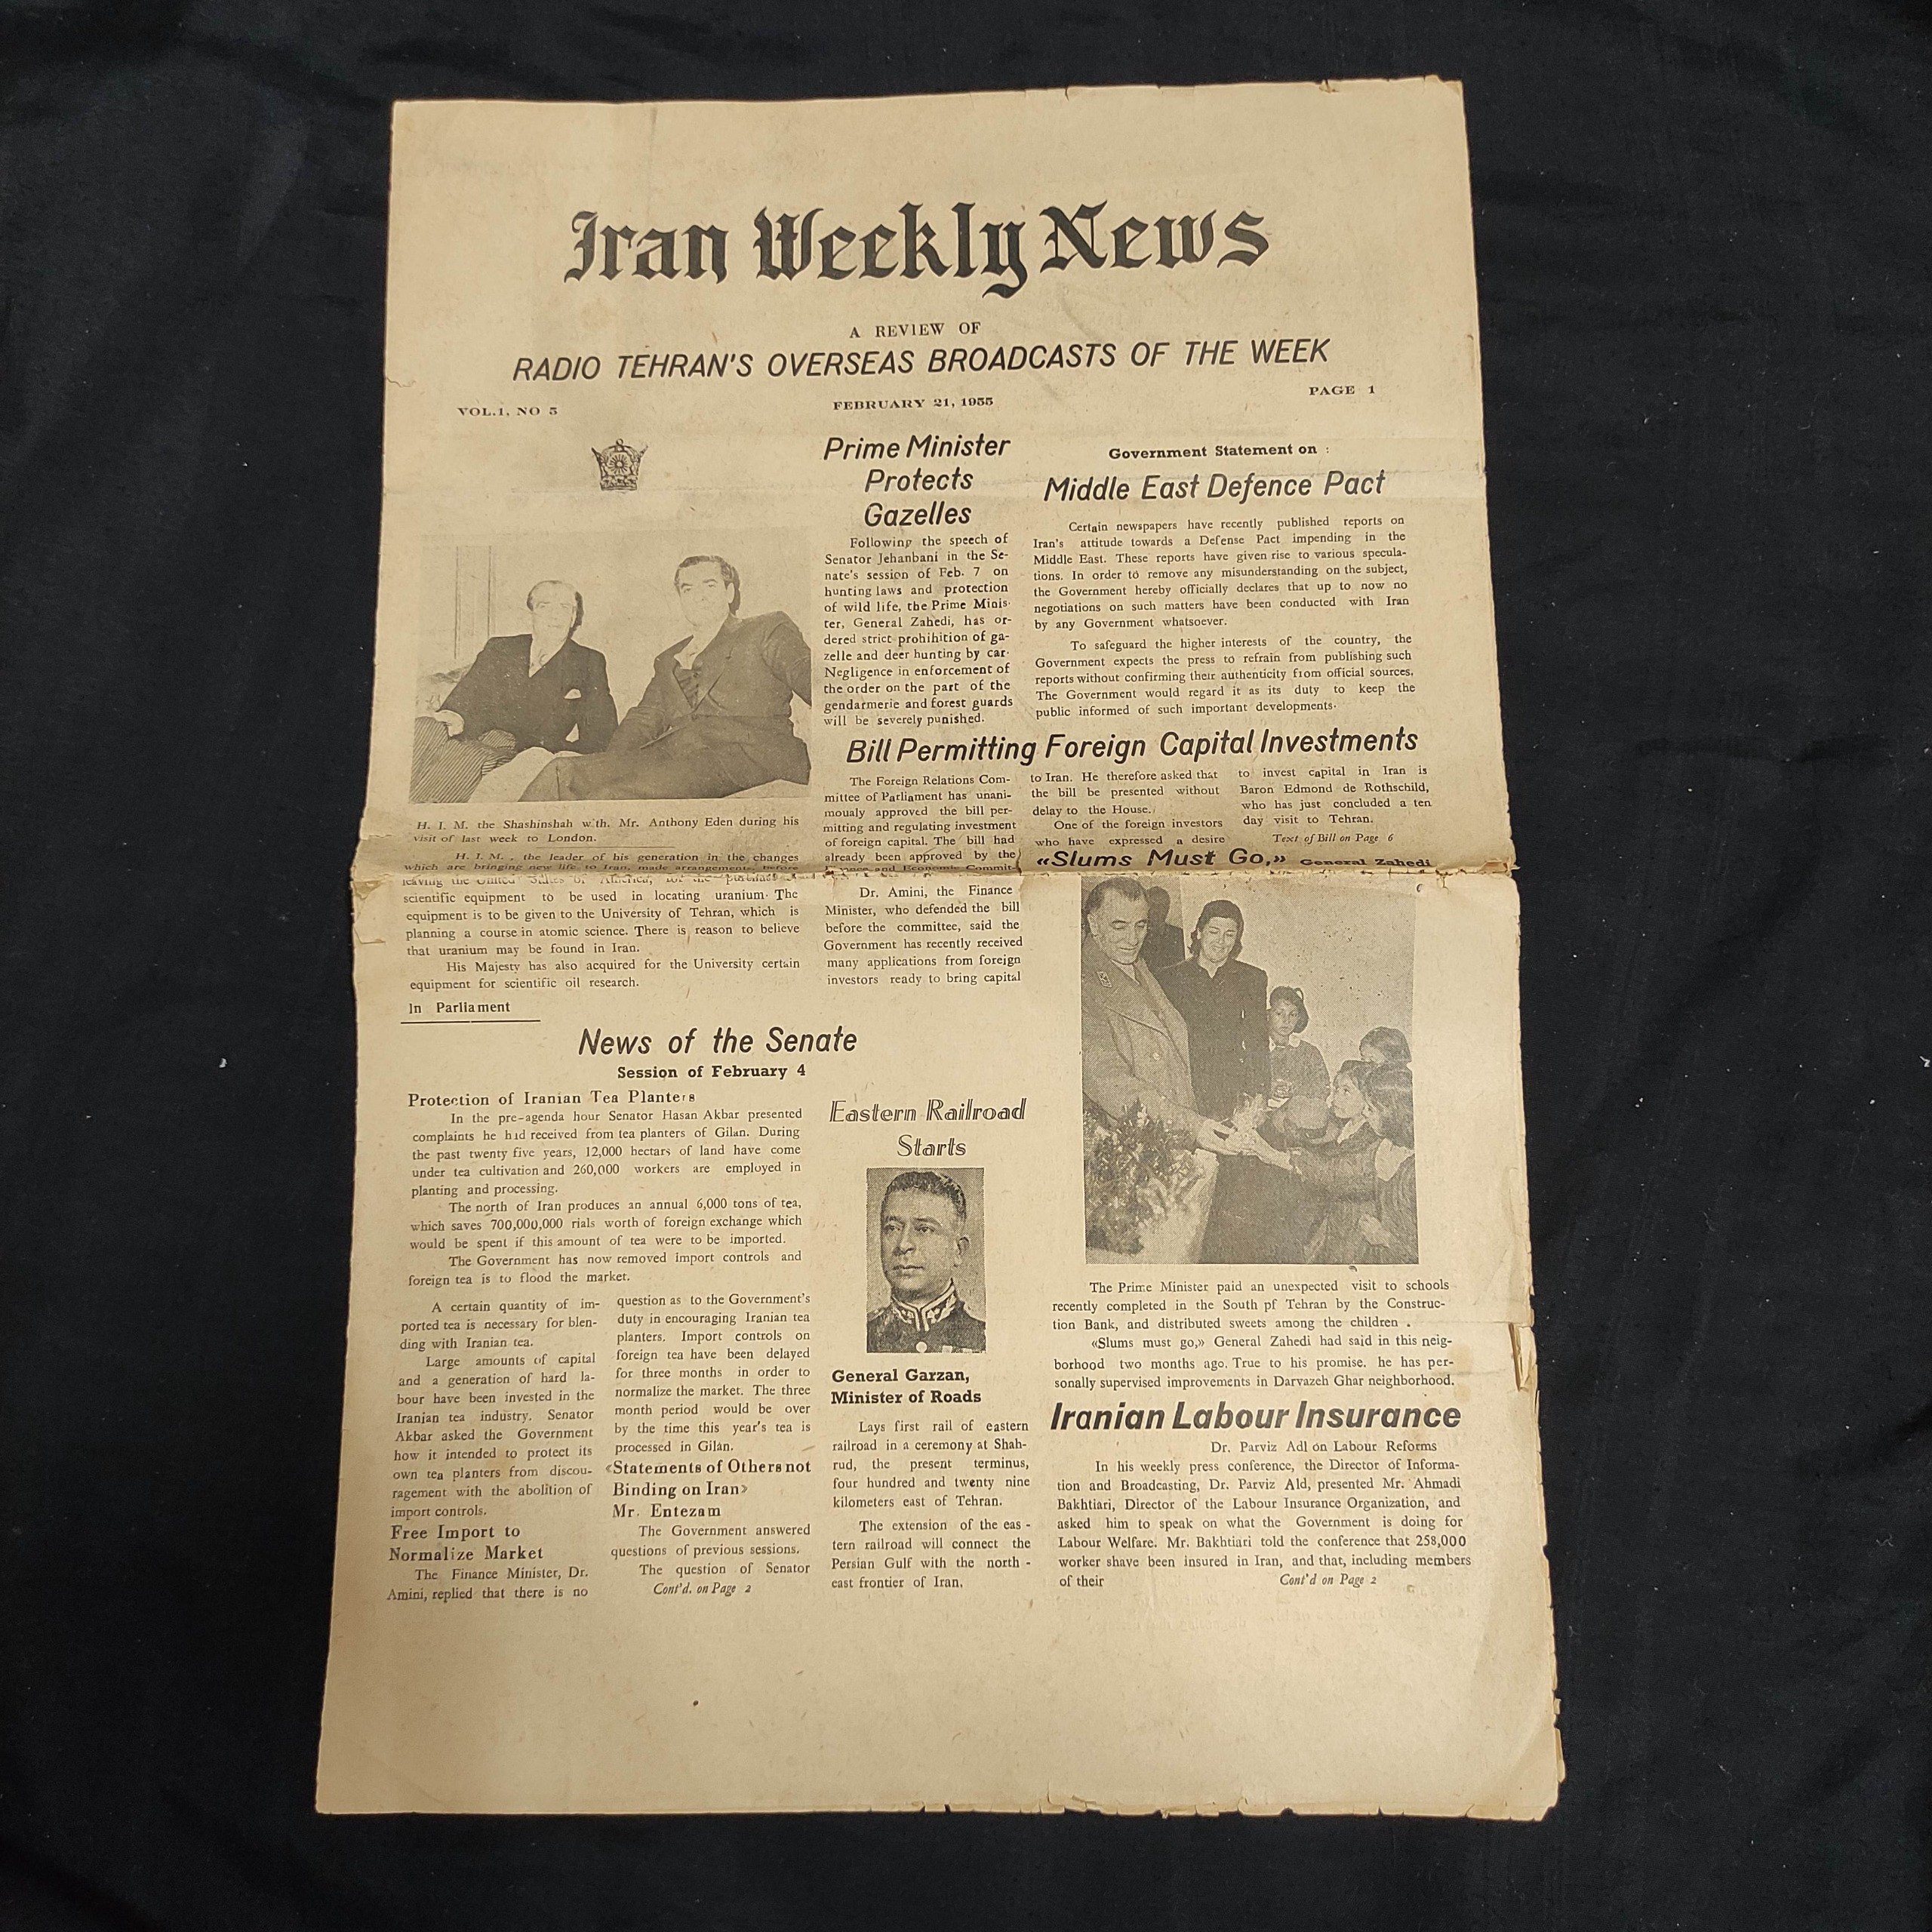 Iran Weekly News
A REVIEW OF
RADIO TEHRAN'S OVERSEAS BROADCASTS OF THE WEEK
VOL.1, NO 5
FEBRUARY 21, 1955
PAGE 1
H. I. M. the Shashinshah with. Mr. Anthony Eden during his
visit of last week to London.
H. I. M. , the leader of his generation in the changes
which are bringing new life to Iran, made arrangements, before
leaving the United States of America, for the
scientific equipment to be used in locating uranium. The
equipment is to be given to the University of Tehran, which is
planning a course in atomic science. There is reason to believe
that uranium may be found in Iran.
His Majesty has also acquired for the University certain
equipment for scientific oil research.
Prime Minister
Protects
Gazelles
Following the speech of
Senator Jehanbani in the Se-
nate's session of Feb. 7 on
hunting laws and protection
of wild life, the Prime Minis-
ter, General Zahedi, has or-
dered strict prohibition of ga-
zelle and deer hunting by car.
Negligence in enforcement of
the order on the part of the
gendarmerie and forest guards
will be severely punished.
Government Statement on :
Middle East Defence Pact
Certain newspapers have recently published reports on
Iran's attitude towards a Defense Pact impending in the
Middle East. These reports have given rise to various specula-
tions. In order to remove any misunderstanding on the subject,
the Government hereby officially declares that up to now no
negotiations on such matters have been conducted with Iran
by any Government whatsoever.
To safeguard the higher interests of the country, the
Government expects the press to refrain from publishing such
reports without confirming their authenticity from official sources.
The Government would regard it as its duty to keep the
public informed of such important developments.
Bill Permitting Foreign Capital Investments
The Foreign Relations Com-
mittee of Parliament has unani-
moualy approved the bill per-
mitting and regulating investment
of foreign capital. The bill had
already been approved by the
and Economic Commit-
Dr. Amini, the Finance
Minister, who defended the bill
before the committee, said the
Government has recently received
many applications from foreign
investors ready to bring capital
to Iran. He therefore asked that
the bill be presented without
delay to the House.
One of the foreign investors
who have expressed a desire
to invest capital in Iran is
Baron Edmond de Rothschild,
who has just concluded a ten
day visit to Tehran.
Text of Bill on Page 6
«Slums Must Go,» General Zahedi
The Prime Minister paid an unexpected visit to schools
recently completed in the South pf Tehran by the Construc-
tion Bank, and distributed sweets among the children .
«Slums must go,» General Zahedi had said in this neig-
borhood two months ago. True to his promise. he has per-
sonally supervised improvements in Darvazeh Ghar neighborhood.
In Parliament
News of the Senate
Session of February 4
Protection of Iranian Tea Planters
In the pre-agenda hour Senator Hasan Akbar presented
complaints he had received from tea planters of Gilan. During
the past twenty five years, 12,000 hectars of land have come
under tea cultivation and 260,000 workers are employed in
planting and processing.
The north of Iran produces an annual 6,000 tons of tea,
which saves 700,000,000 rials worth of foreign exchange which
would be spent if this amount of tea were to be imported.
The Government has now removed import controls and
foreign tea is to flood the market.
A certain quantity of im-
ported tea is necessary for blen-
ding with Iranian tea.
Large amounts of capital
and a generation of hard la-
bour have been invested in the
Iranian tea industry. Senator
Akbar asked the Government
how it intended to protect its
own tea planters from discou-
ragement with the abolition of
import controls.
Free Import to
Normalize Market
The Finance Minister, Dr.
Amini, replied that there is no
question as to the Government's
duty in encouraging Iranian tea
planters. Import controls on
foreign tea have been delayed
for three months in order to
normalize the market. The three
month period would be over
by the time this year's tea is
processed in Gilan.
«Statements of Others not
Binding on Iran»
Mr. Entezam
The Government answered
questions of previous sessions.
The question of Senator
Cont'd. on Page 2
Eastern Railroad
Starts
General Garzan,
Minister of Roads
Lays first rail of eastern
railroad in a ceremony at Shah-
rud, the present terminus,
four hundred and twenty nine
kilometers east of Tehran.
The extension of the eas -
tern railroad will connect the
Persian Gulf with the north -
east frontier of Iran.
Iranian Labour Insurance
Dr. Parviz Adl on Labour Reforms
In his weekly press conference, the Director of Informa-
tion and Broadcasting, Dr. Parviz Ald, presented Mr. Ahmadi
Bakhtiari, Director of the Labour Insurance Organization, and
asked him to speak on what the Government is doing for
Labour Welfare. Mr. Bakhtiari told the conference that 258,000
worker shave been insured in Iran, and that, including members
of their
Cont'd on Page 2